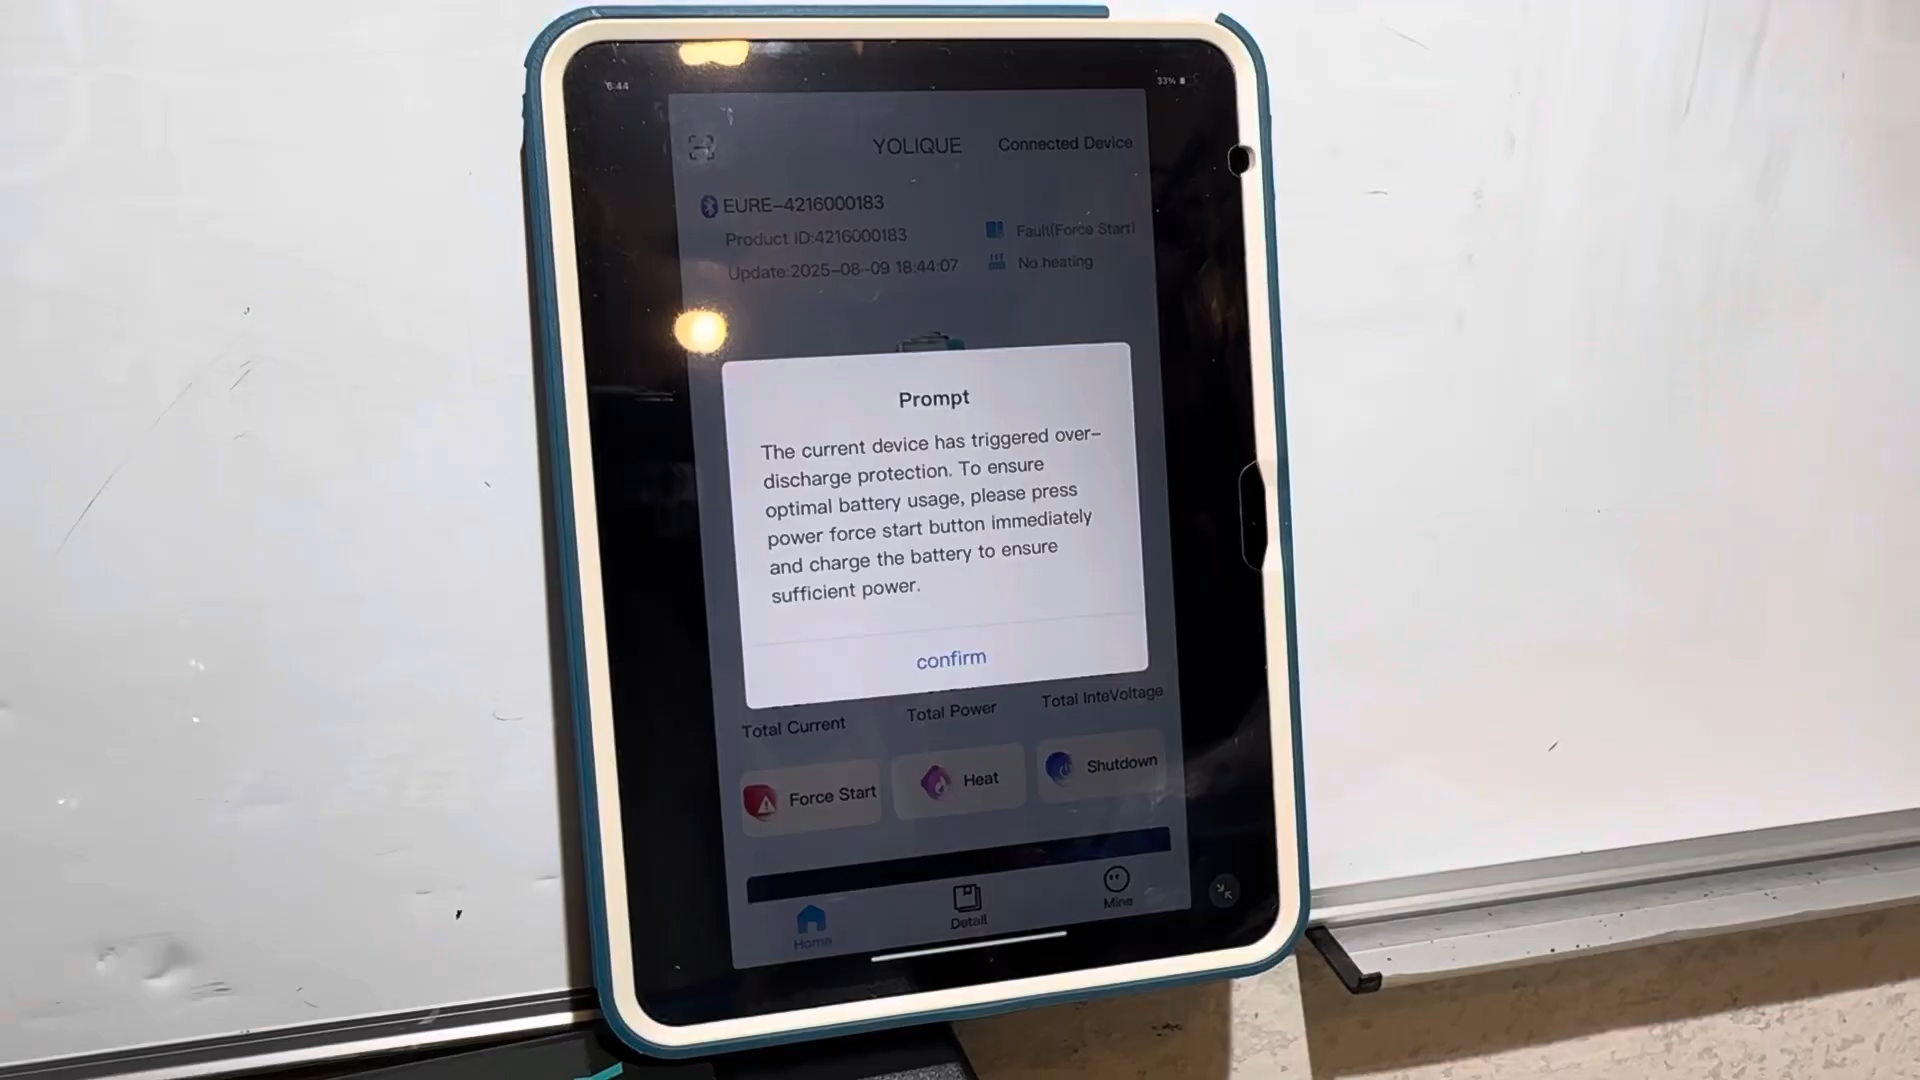 6:44
33%
YOLIQUE
Connected Device
EURE-4216000183
Product ID:4216000183
Fault(Force Start)
Update:2025-08-09 18:44:07
No heating
Prompt
The current device has triggered over-
discharge protection. To ensure
optimal battery usage, please press
power force start button immediately
and charge the battery to ensure
sufficient power.
confirm
Total Current
Total Power
Total InteVoltage
Force Start
Heat
Shutdown
Home
Detail
Mine